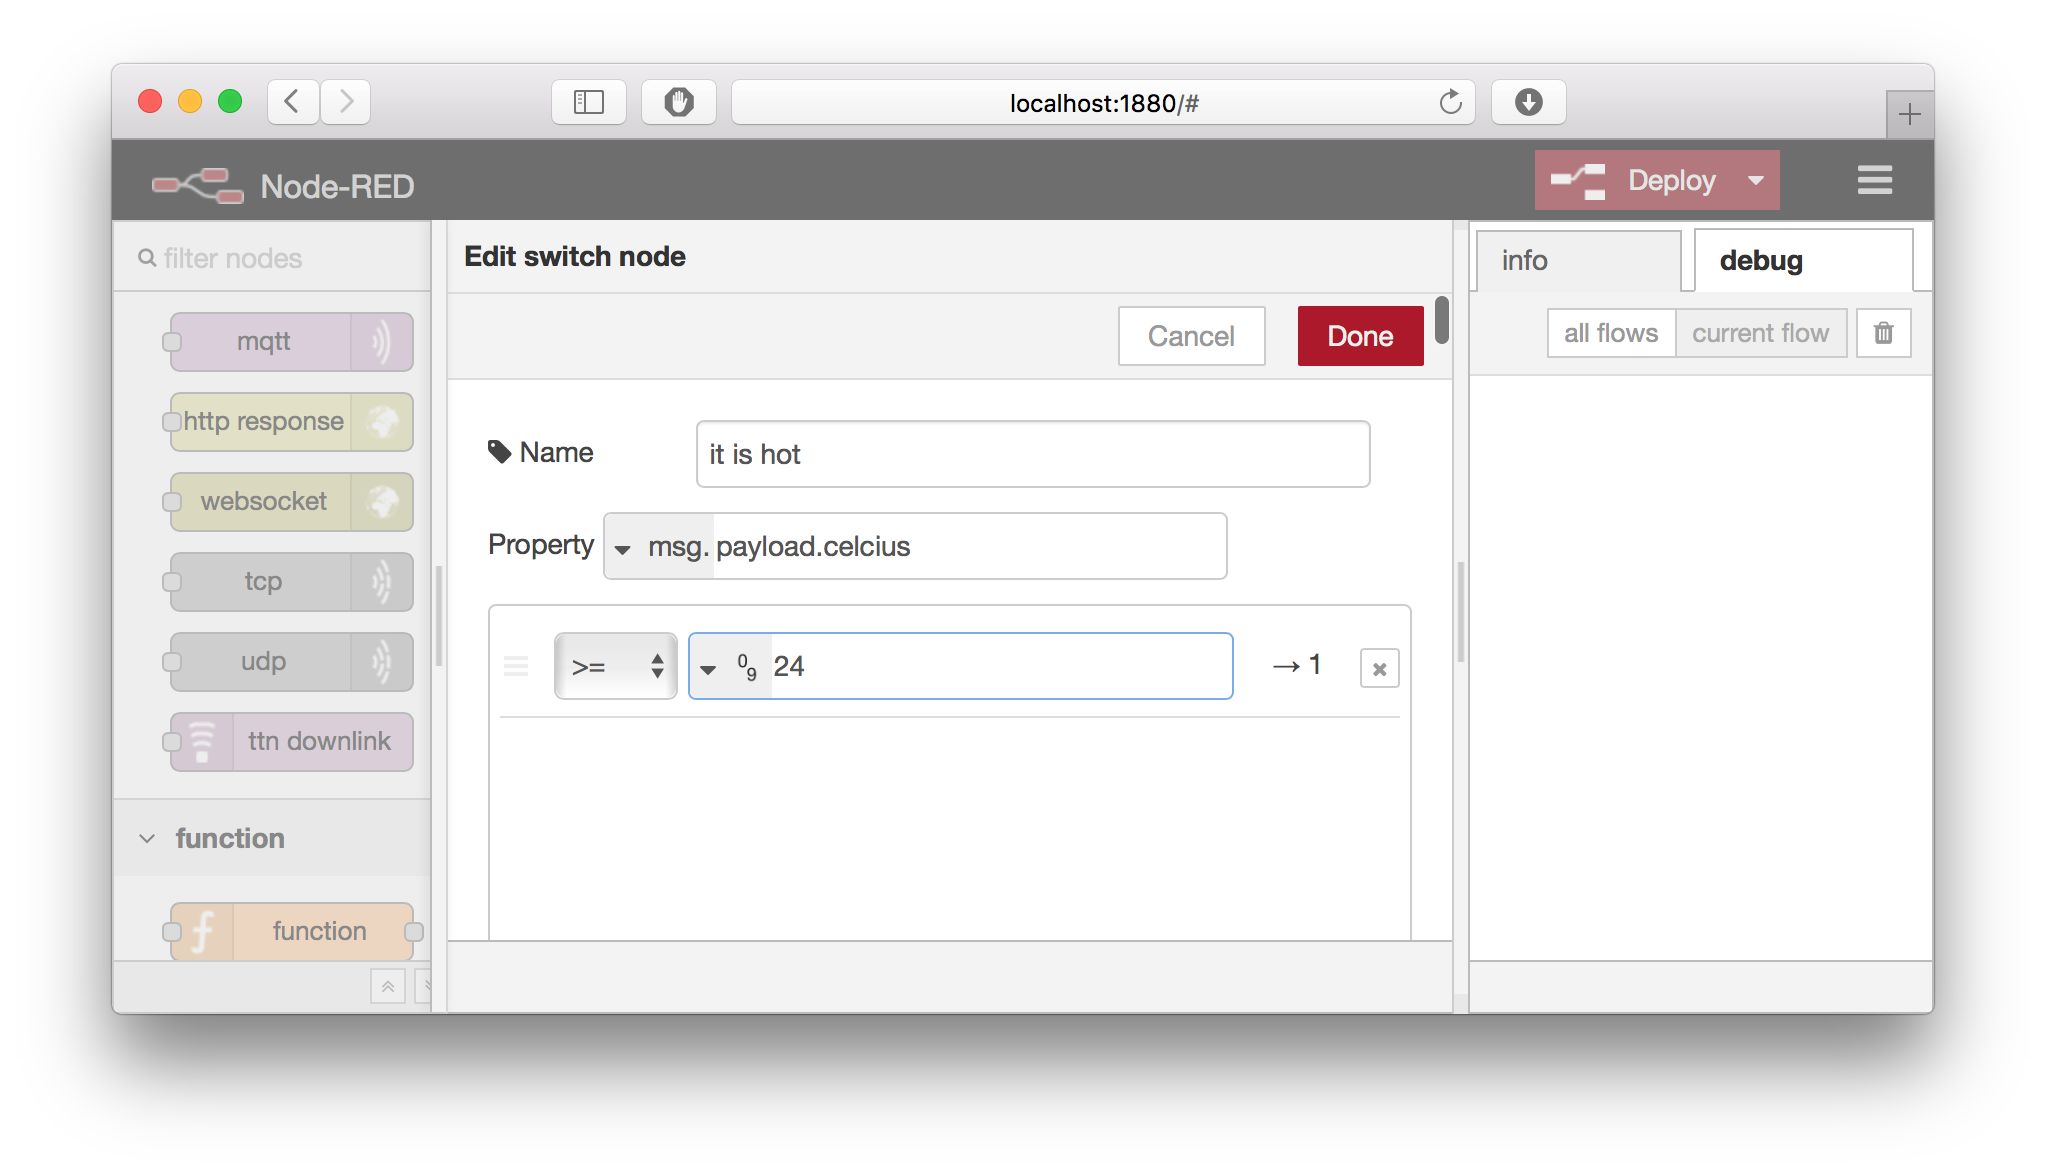 localhost:1880/#
Node-RED
Deploy
filter nodes
mqtt
http response
websocket
tcp
udp
ttn downlink
function
function
Edit switch node
Cancel
Done
Name
it is hot
Property
msg. payload.celcius
>=
09
24
→ 1
info
debug
all flows
current flow